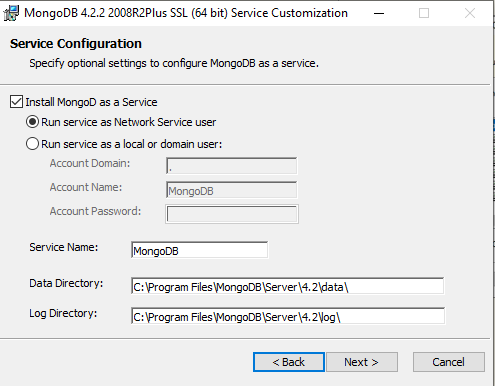 MongoDB 4.2.2 2008R2Plus SSL (64 bit) Service Customization
Service Configuration
Specify optional settings to configure MongoDB as a service.
Install MongoD as a Service
Run service as Network Service user
Run service as a local or domain user:
Account Domain: .
Account Name: MongoDB
Account Password:
Service Name: MongoDB
Data Directory: C:\Program Files\MongoDB\Server\4.2\data\
Log Directory: C:\Program Files\MongoDB\Server\4.2\log\
< Back Next > Cancel